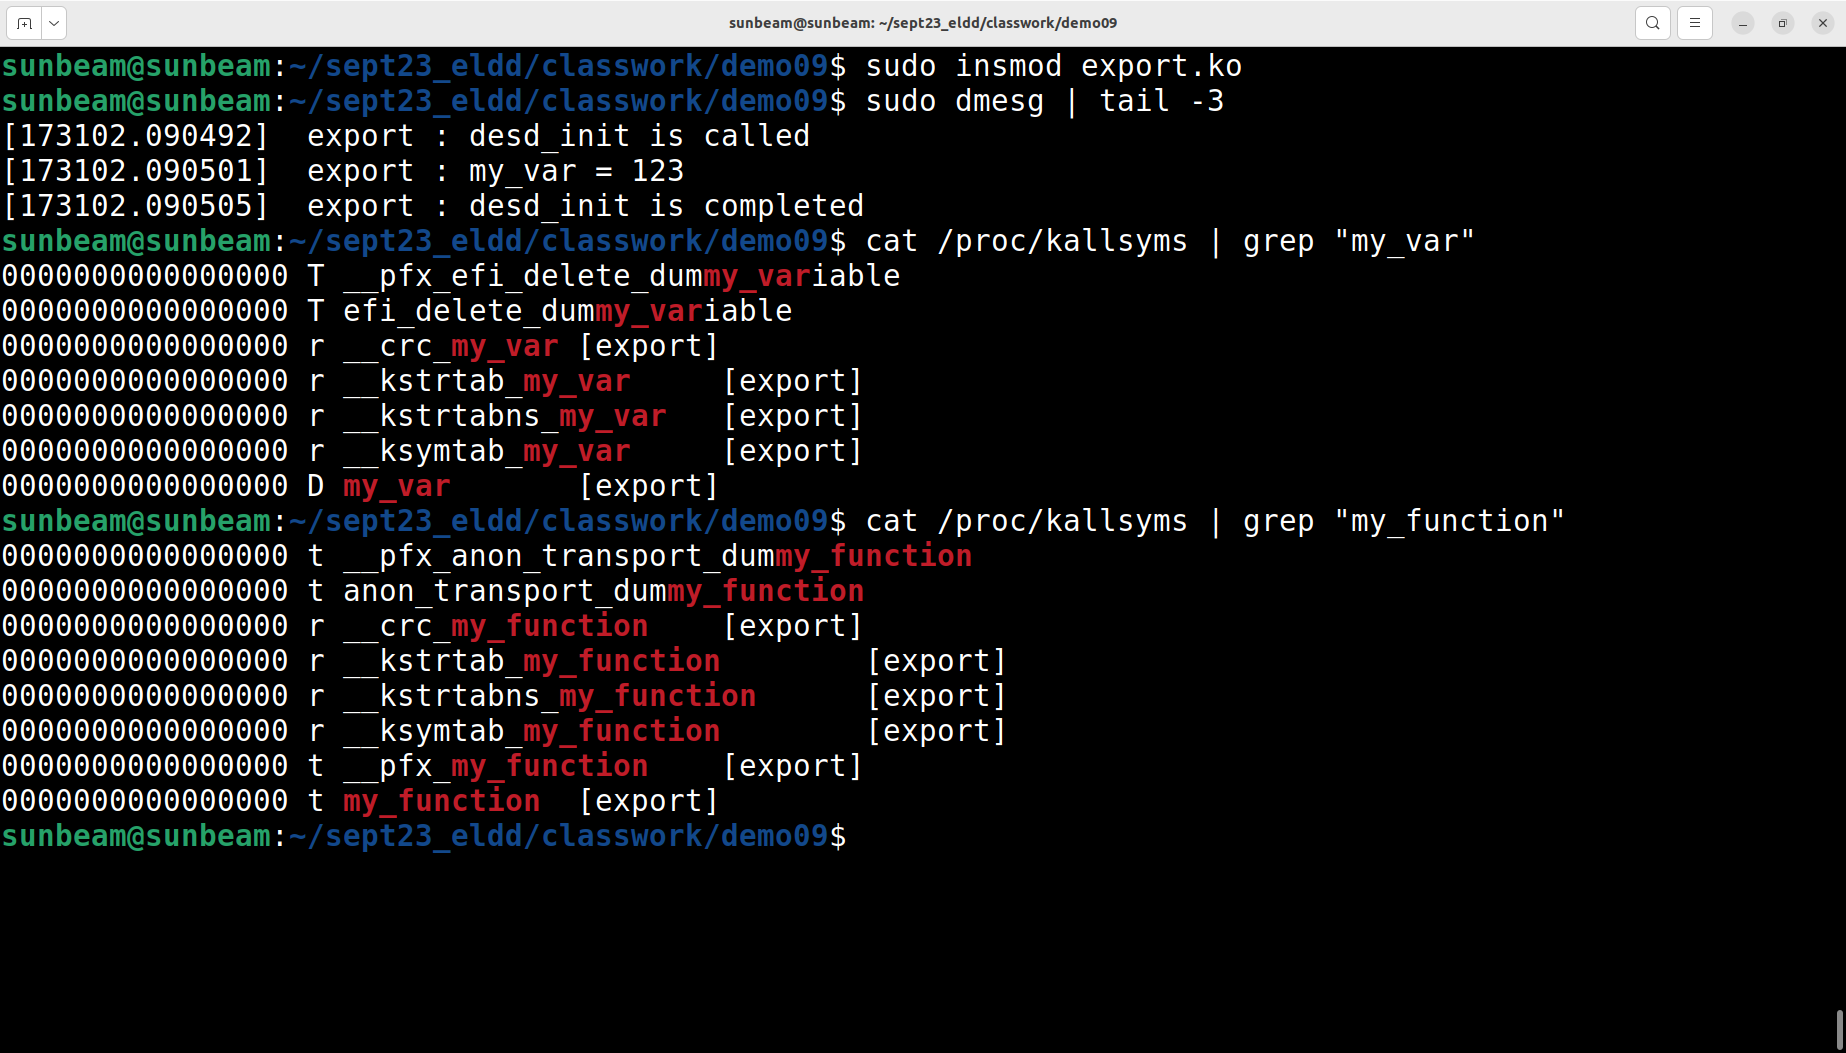 sunbeam@sunbeam: ~/sept23_eldd/classwork/demo09
sunbeam@sunbeam:~/sept23_eldd/classwork/demo09$ sudo insmod export.ko
sunbeam@sunbeam:~/sept23_eldd/classwork/demo09$ sudo dmesg | tail -3
[173102.090492]  export : desd_init is called
[173102.090501]  export : my_var = 123
[173102.090505]  export : desd_init is completed
sunbeam@sunbeam:~/sept23_eldd/classwork/demo09$ cat /proc/kallsyms | grep "my_var"
0000000000000000 T __pfx_efi_delete_dummy_variable
0000000000000000 T efi_delete_dummy_variable
0000000000000000 r __crc_my_var [export]
0000000000000000 r __kstrtab_my_var     [export]
0000000000000000 r __kstrtabns_my_var   [export]
0000000000000000 r __ksymtab_my_var     [export]
0000000000000000 D my_var       [export]
sunbeam@sunbeam:~/sept23_eldd/classwork/demo09$ cat /proc/kallsyms | grep "my_function"
0000000000000000 t __pfx_anon_transport_dummy_function
0000000000000000 t anon_transport_dummy_function
0000000000000000 r __crc_my_function    [export]
0000000000000000 r __kstrtab_my_function        [export]
0000000000000000 r __kstrtabns_my_function      [export]
0000000000000000 r __ksymtab_my_function        [export]
0000000000000000 t __pfx_my_function    [export]
0000000000000000 t my_function  [export]
sunbeam@sunbeam:~/sept23_eldd/classwork/demo09$